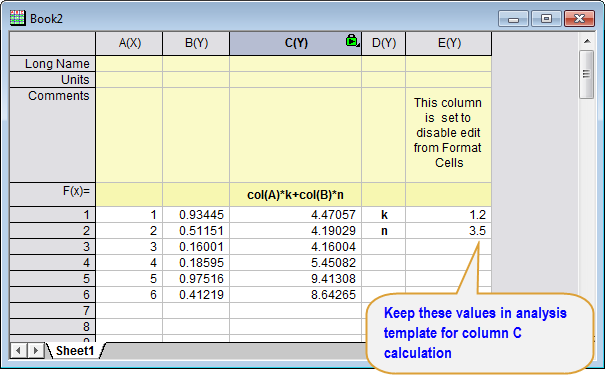 Book2
A(X) B(Y) C(Y) D(Y) E(Y)
Long Name
Units
Comments
This column
is set to
disable edit
from Format
Cells
F(x)= col(A)*k+col(B)*n
1 1 0.93445 4.47057 k 1.2
2 2 0.51151 4.19029 n 3.5
3 3 0.16001 4.16004
4 4 0.18595 5.45082
5 5 0.97516 9.41308
6 6 0.41219 8.64265
7
8
Keep these values in analysis
template for column C
calculation
Sheet1